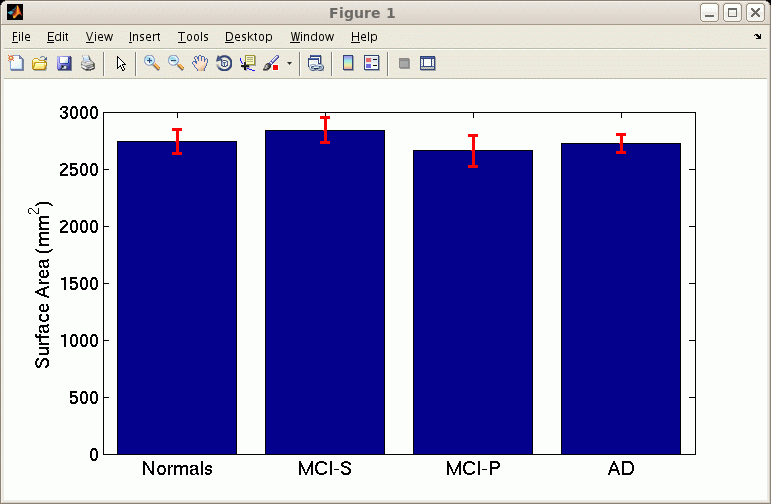 Figure 1
File Edit View Insert Tools Desktop Window Help
3000
2500
2000
1500
1000
500
0
Surface Area (mm²)
Normals MCI-S MCI-P AD